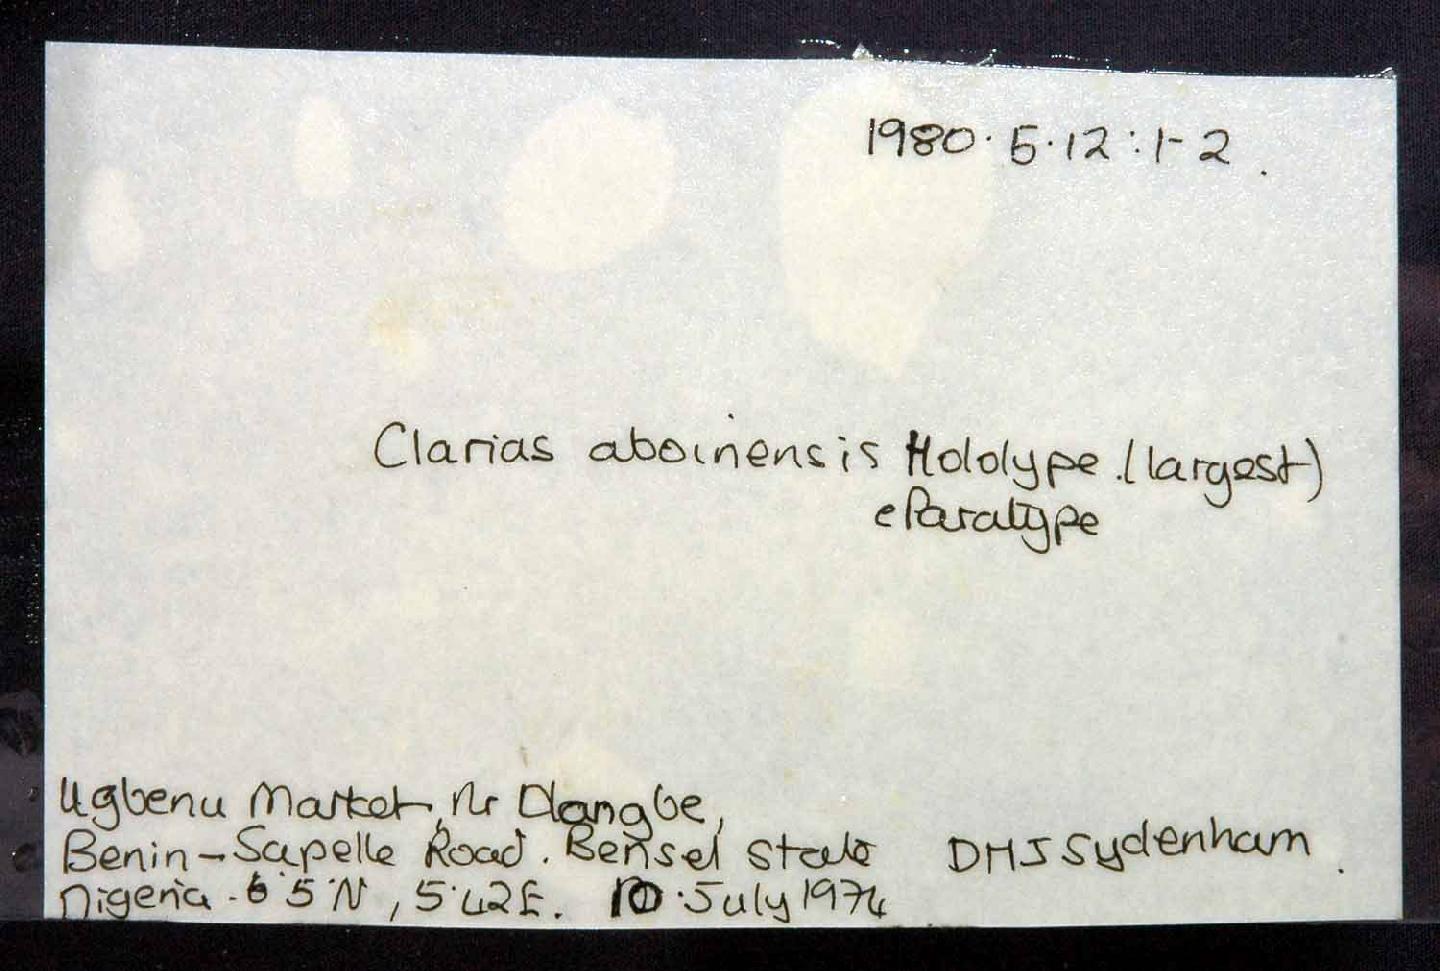 1980.5.12:1-2.
Clarias aboinensis Hololype. (largest)
e Paratype
Ugbenu Market, Nr Olangbe,
Benin-Sapelle Road. Bensel State
DHJ Sydenham.
Nigeria. 6°5'N, 5°42E. 10. July 1974